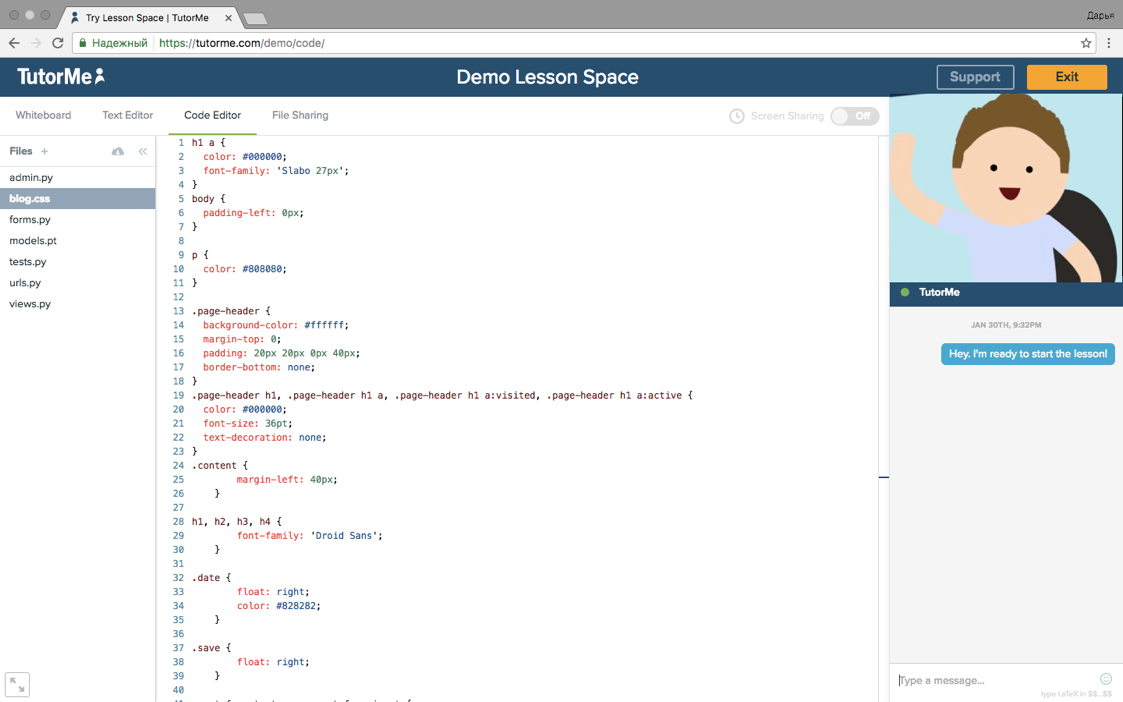 Try Lesson Space | TutorMe
Дарья
Надежный https://tutorme.com/demo/code/
TutorMe
Demo Lesson Space
Support
Exit
Whiteboard
Text Editor
Code Editor
File Sharing
Screen Sharing
Off
Files +
admin.py
blog.css
forms.py
models.pt
tests.py
urls.py
views.py
1 h1 a {
2 color: #000000;
3 font-family: 'Slabo 27px';
4 }
5 body {
6 padding-left: 0px;
7 }
8
9 p {
10 color: #808080;
11 }
12
13 .page-header {
14 background-color: #ffffff;
15 margin-top: 0;
16 padding: 20px 20px 0px 40px;
17 border-bottom: none;
18 }
19 .page-header h1, .page-header h1 a, .page-header h1 a:visited, .page-header h1 a:active {
20 color: #000000;
21 font-size: 36pt;
22 text-decoration: none;
23 }
24 .content {
25 margin-left: 40px;
26 }
27
28 h1, h2, h3, h4 {
29 font-family: 'Droid Sans';
30 }
31
32 .date {
33 float: right;
34 color: #828282;
35 }
36
37 .save {
38 float: right;
39 }
40
TutorMe
JAN 30TH, 9:32PM
Hey. I'm ready to start the lesson!
Type a message...
type LaTeX in $$...$$